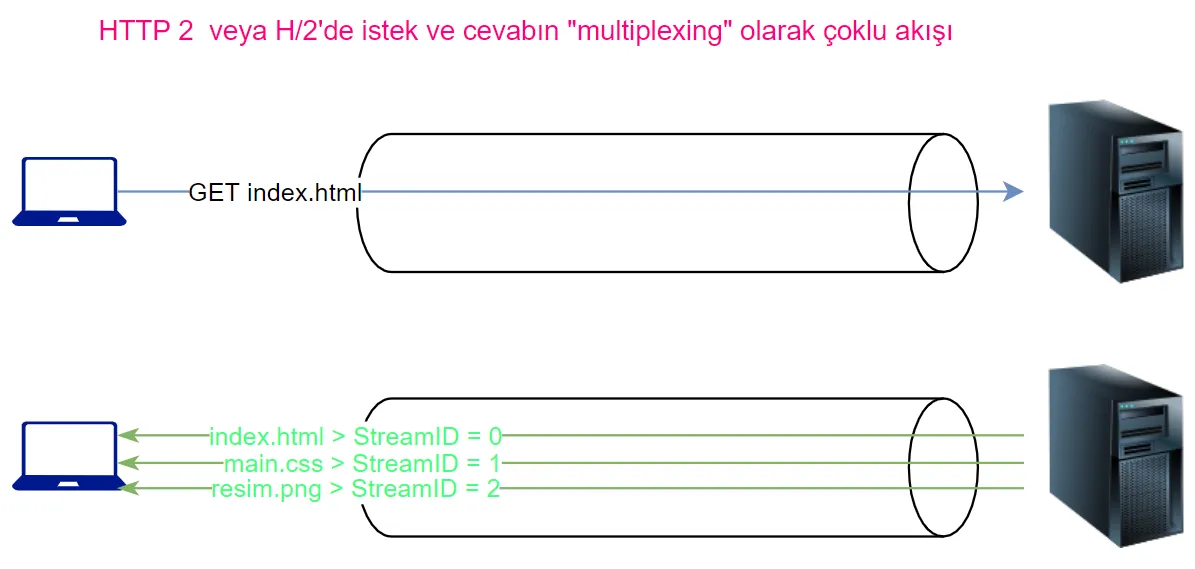 HTTP 2  veya H/2'de istek ve cevabın "multiplexing" olarak çoklu akışı
GET index.html
index.html > StreamID = 0
main.css > StreamID = 1
resim.png > StreamID = 2